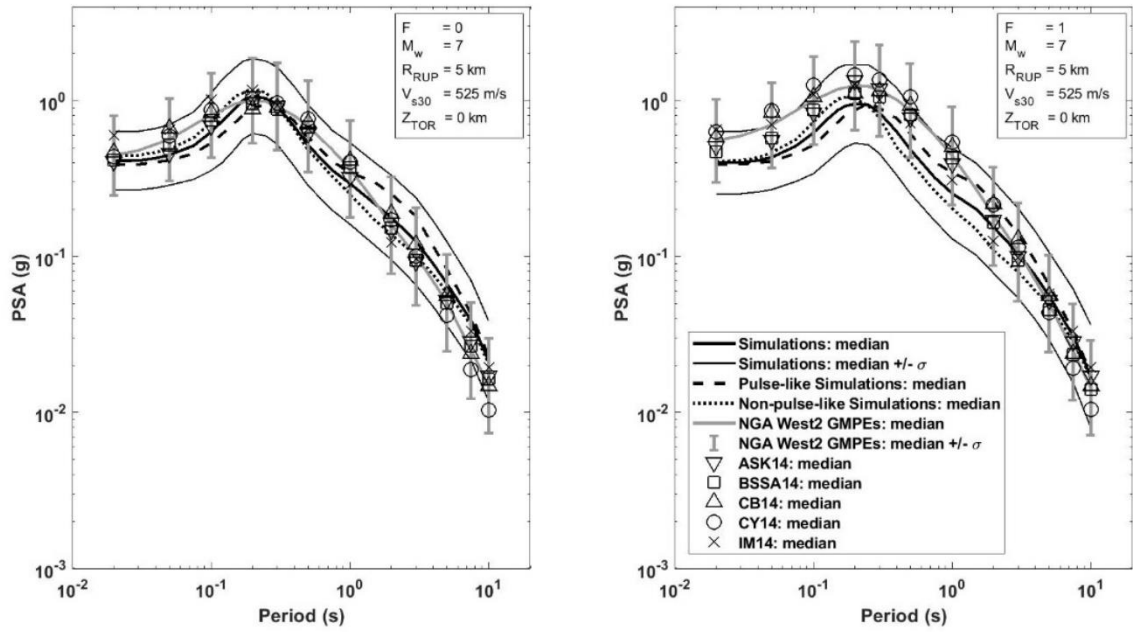 F = 0
M_w = 7
R_RUP = 5 km
V_s30 = 525 m/s
Z_TOR = 0 km
PSA (g)
10^0
10^-1
10^-2
10^-3
10^-2
10^-1
10^0
10^1
Period (s)
F = 1
M_w = 7
R_RUP = 5 km
V_s30 = 525 m/s
Z_TOR = 0 km
PSA (g)
10^0
10^-1
10^-2
10^-3
Simulations: median
Simulations: median +/- σ
Pulse-like Simulations: median
Non-pulse-like Simulations: median
NGA West2 GMPEs: median
NGA West2 GMPEs: median +/- σ
ASK14: median
BSSA14: median
CB14: median
CY14: median
IM14: median
10^-2
10^-1
10^0
10^1
Period (s)